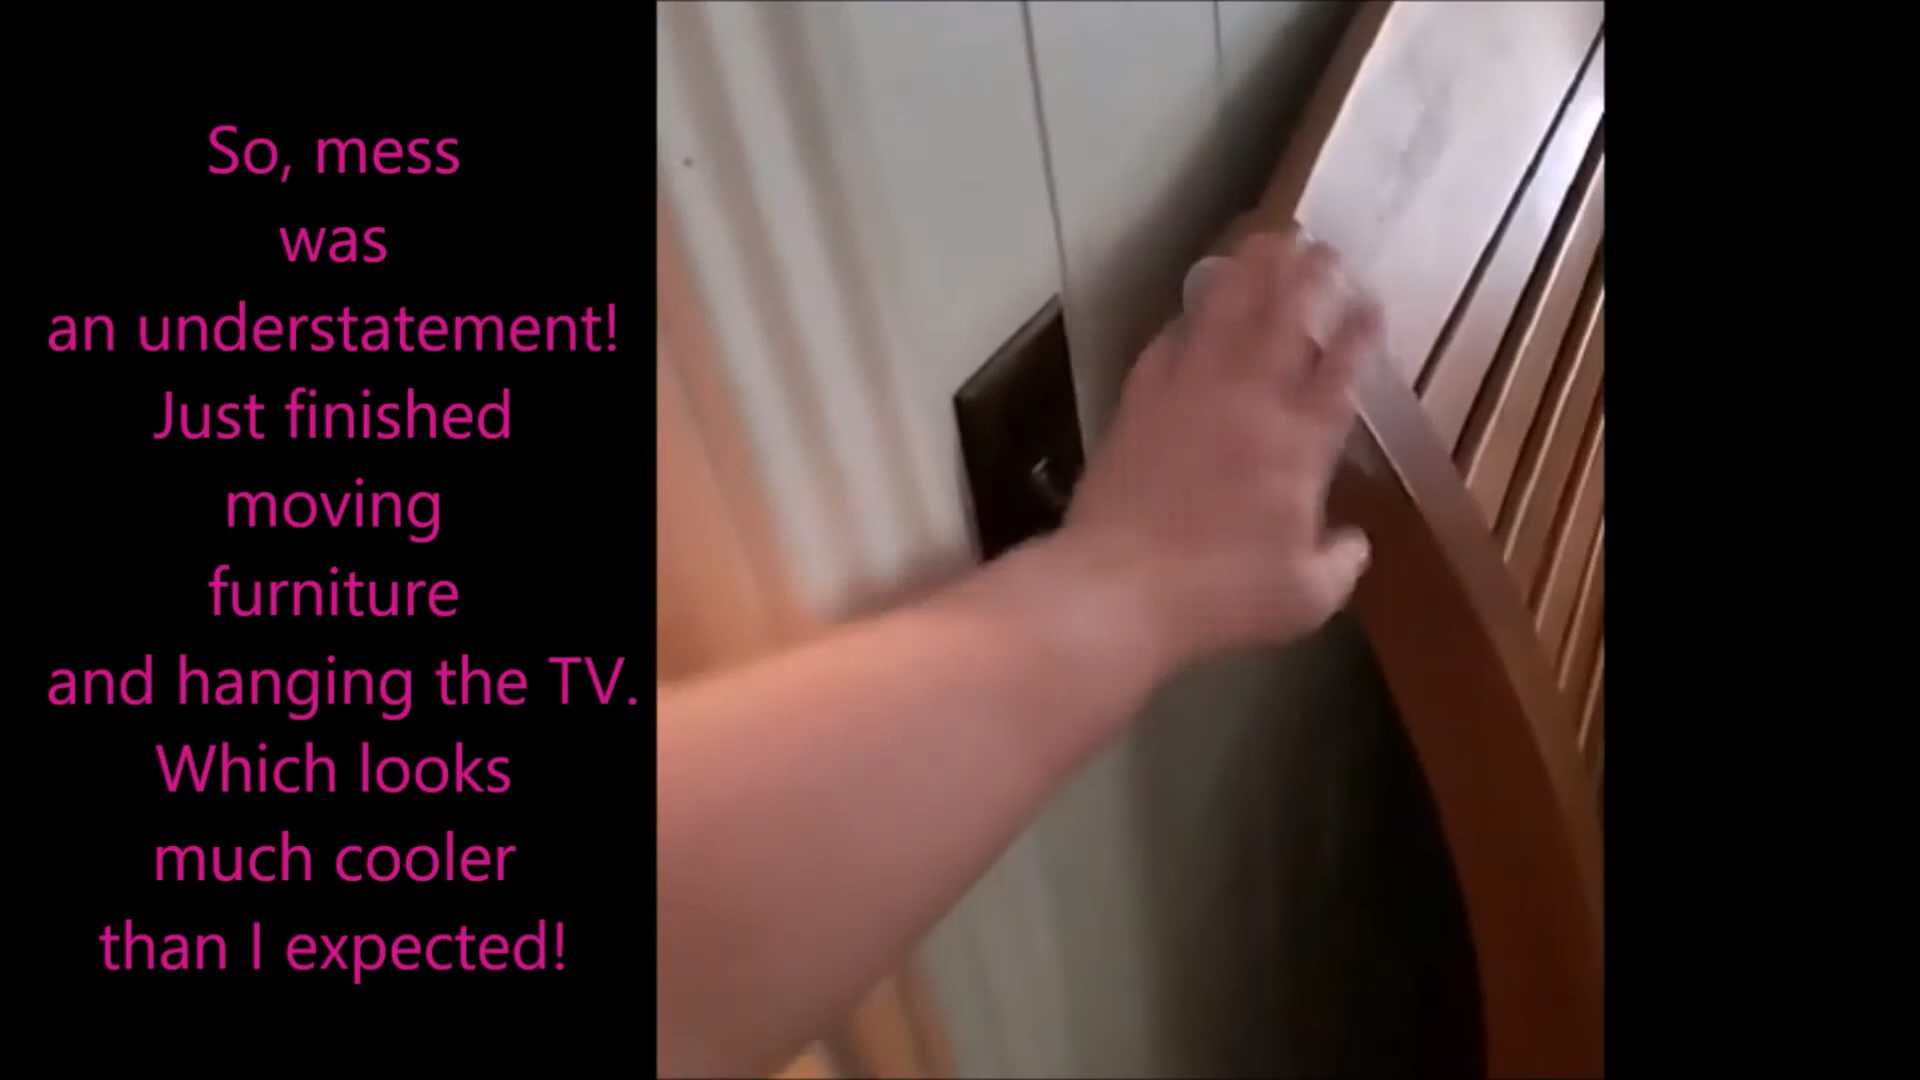 So, mess
was
an understatement!
Just finished
moving
furniture
and hanging the TV.
Which looks
much cooler
than I expected!